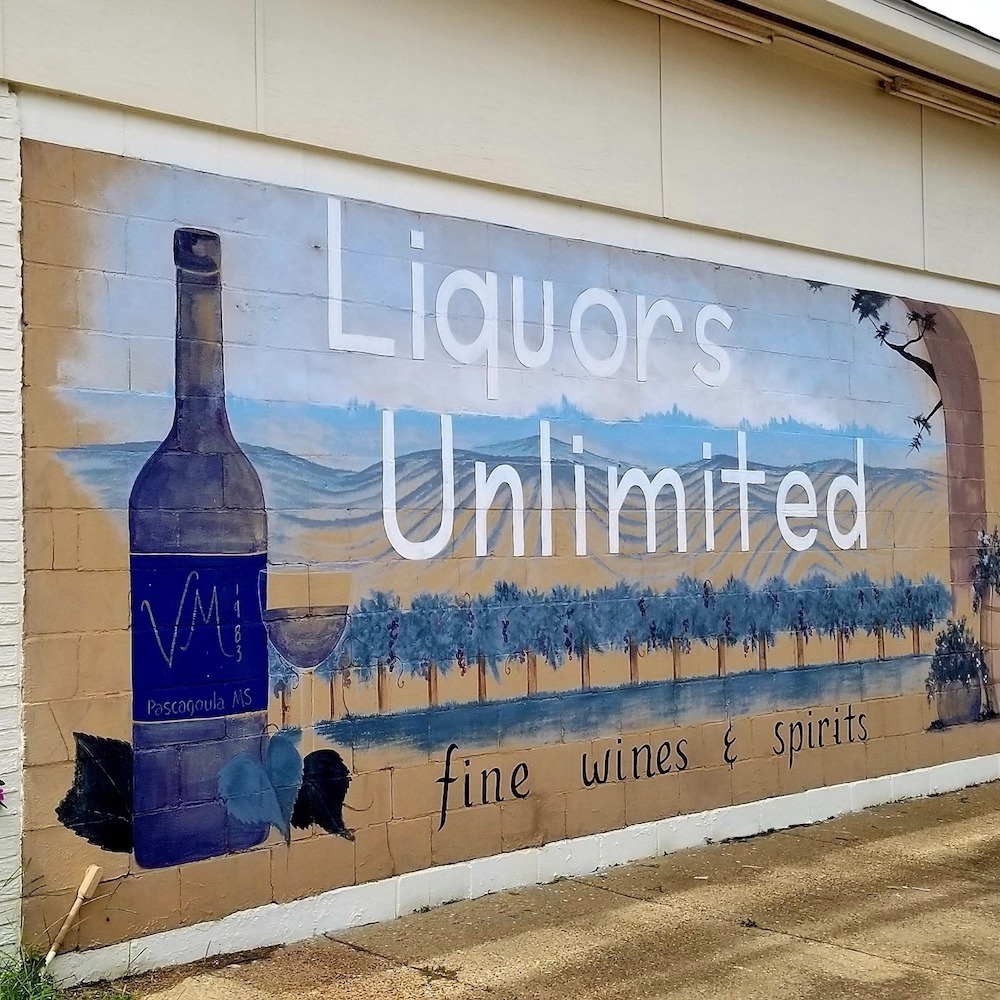 Liquors
Unlimited
VM
1983
Pascagoula MS
fine wines & spirits